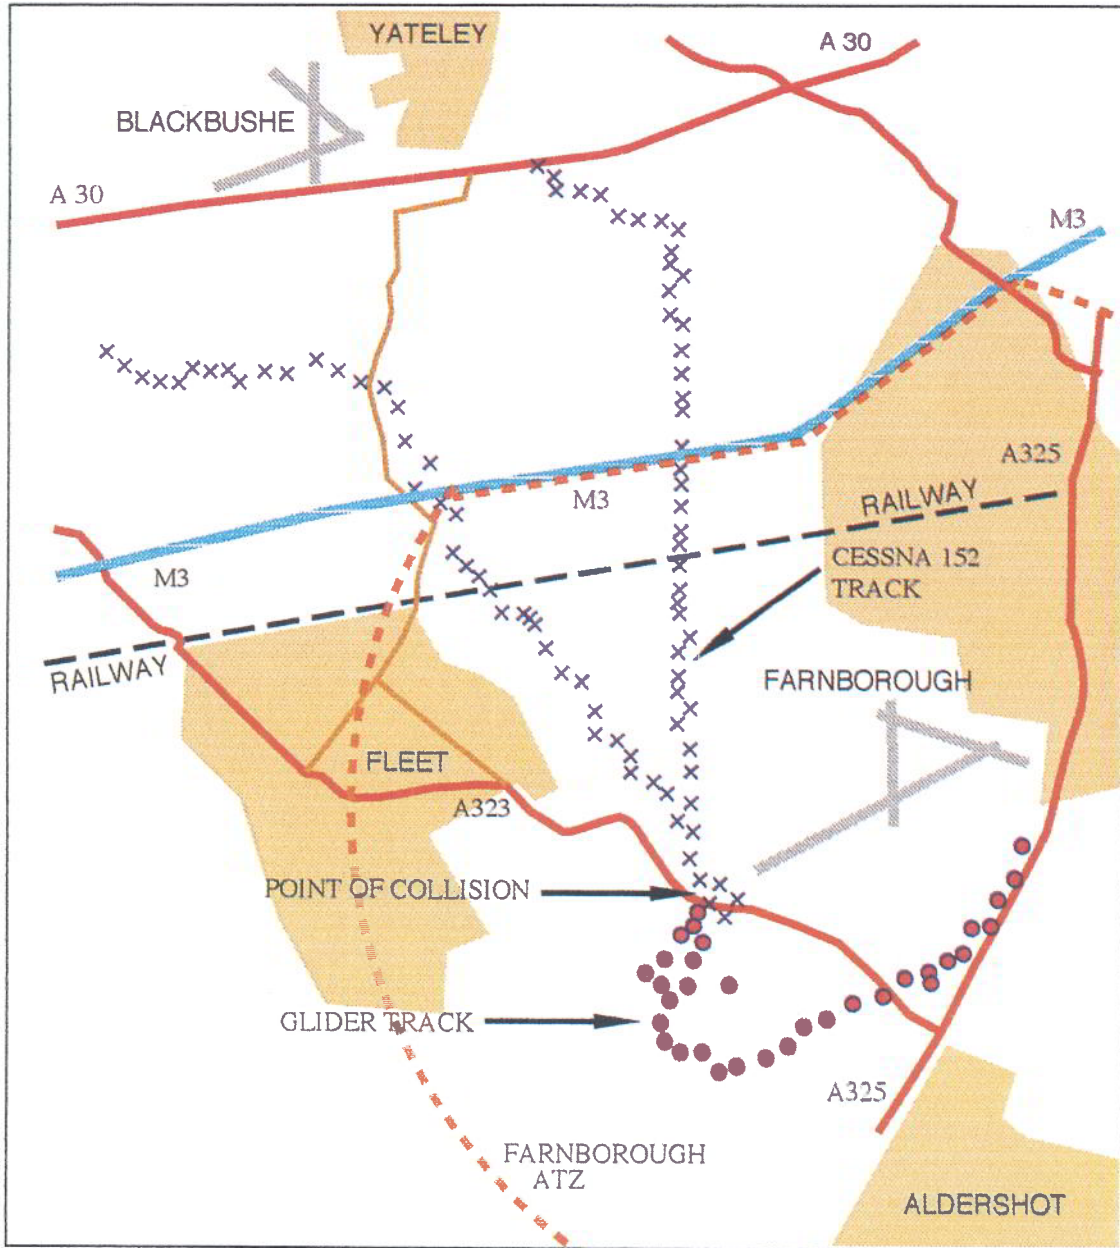 YATELEY
A 30
BLACKBUSHE
A 30
M3
A325
RAILWAY
M3
CESSNA 152
TRACK
M3
RAILWAY
FARNBOROUGH
FLEET
A323
POINT OF COLLISION
GLIDER TRACK
A325
FARNBOROUGH
ATZ
ALDERSHOT